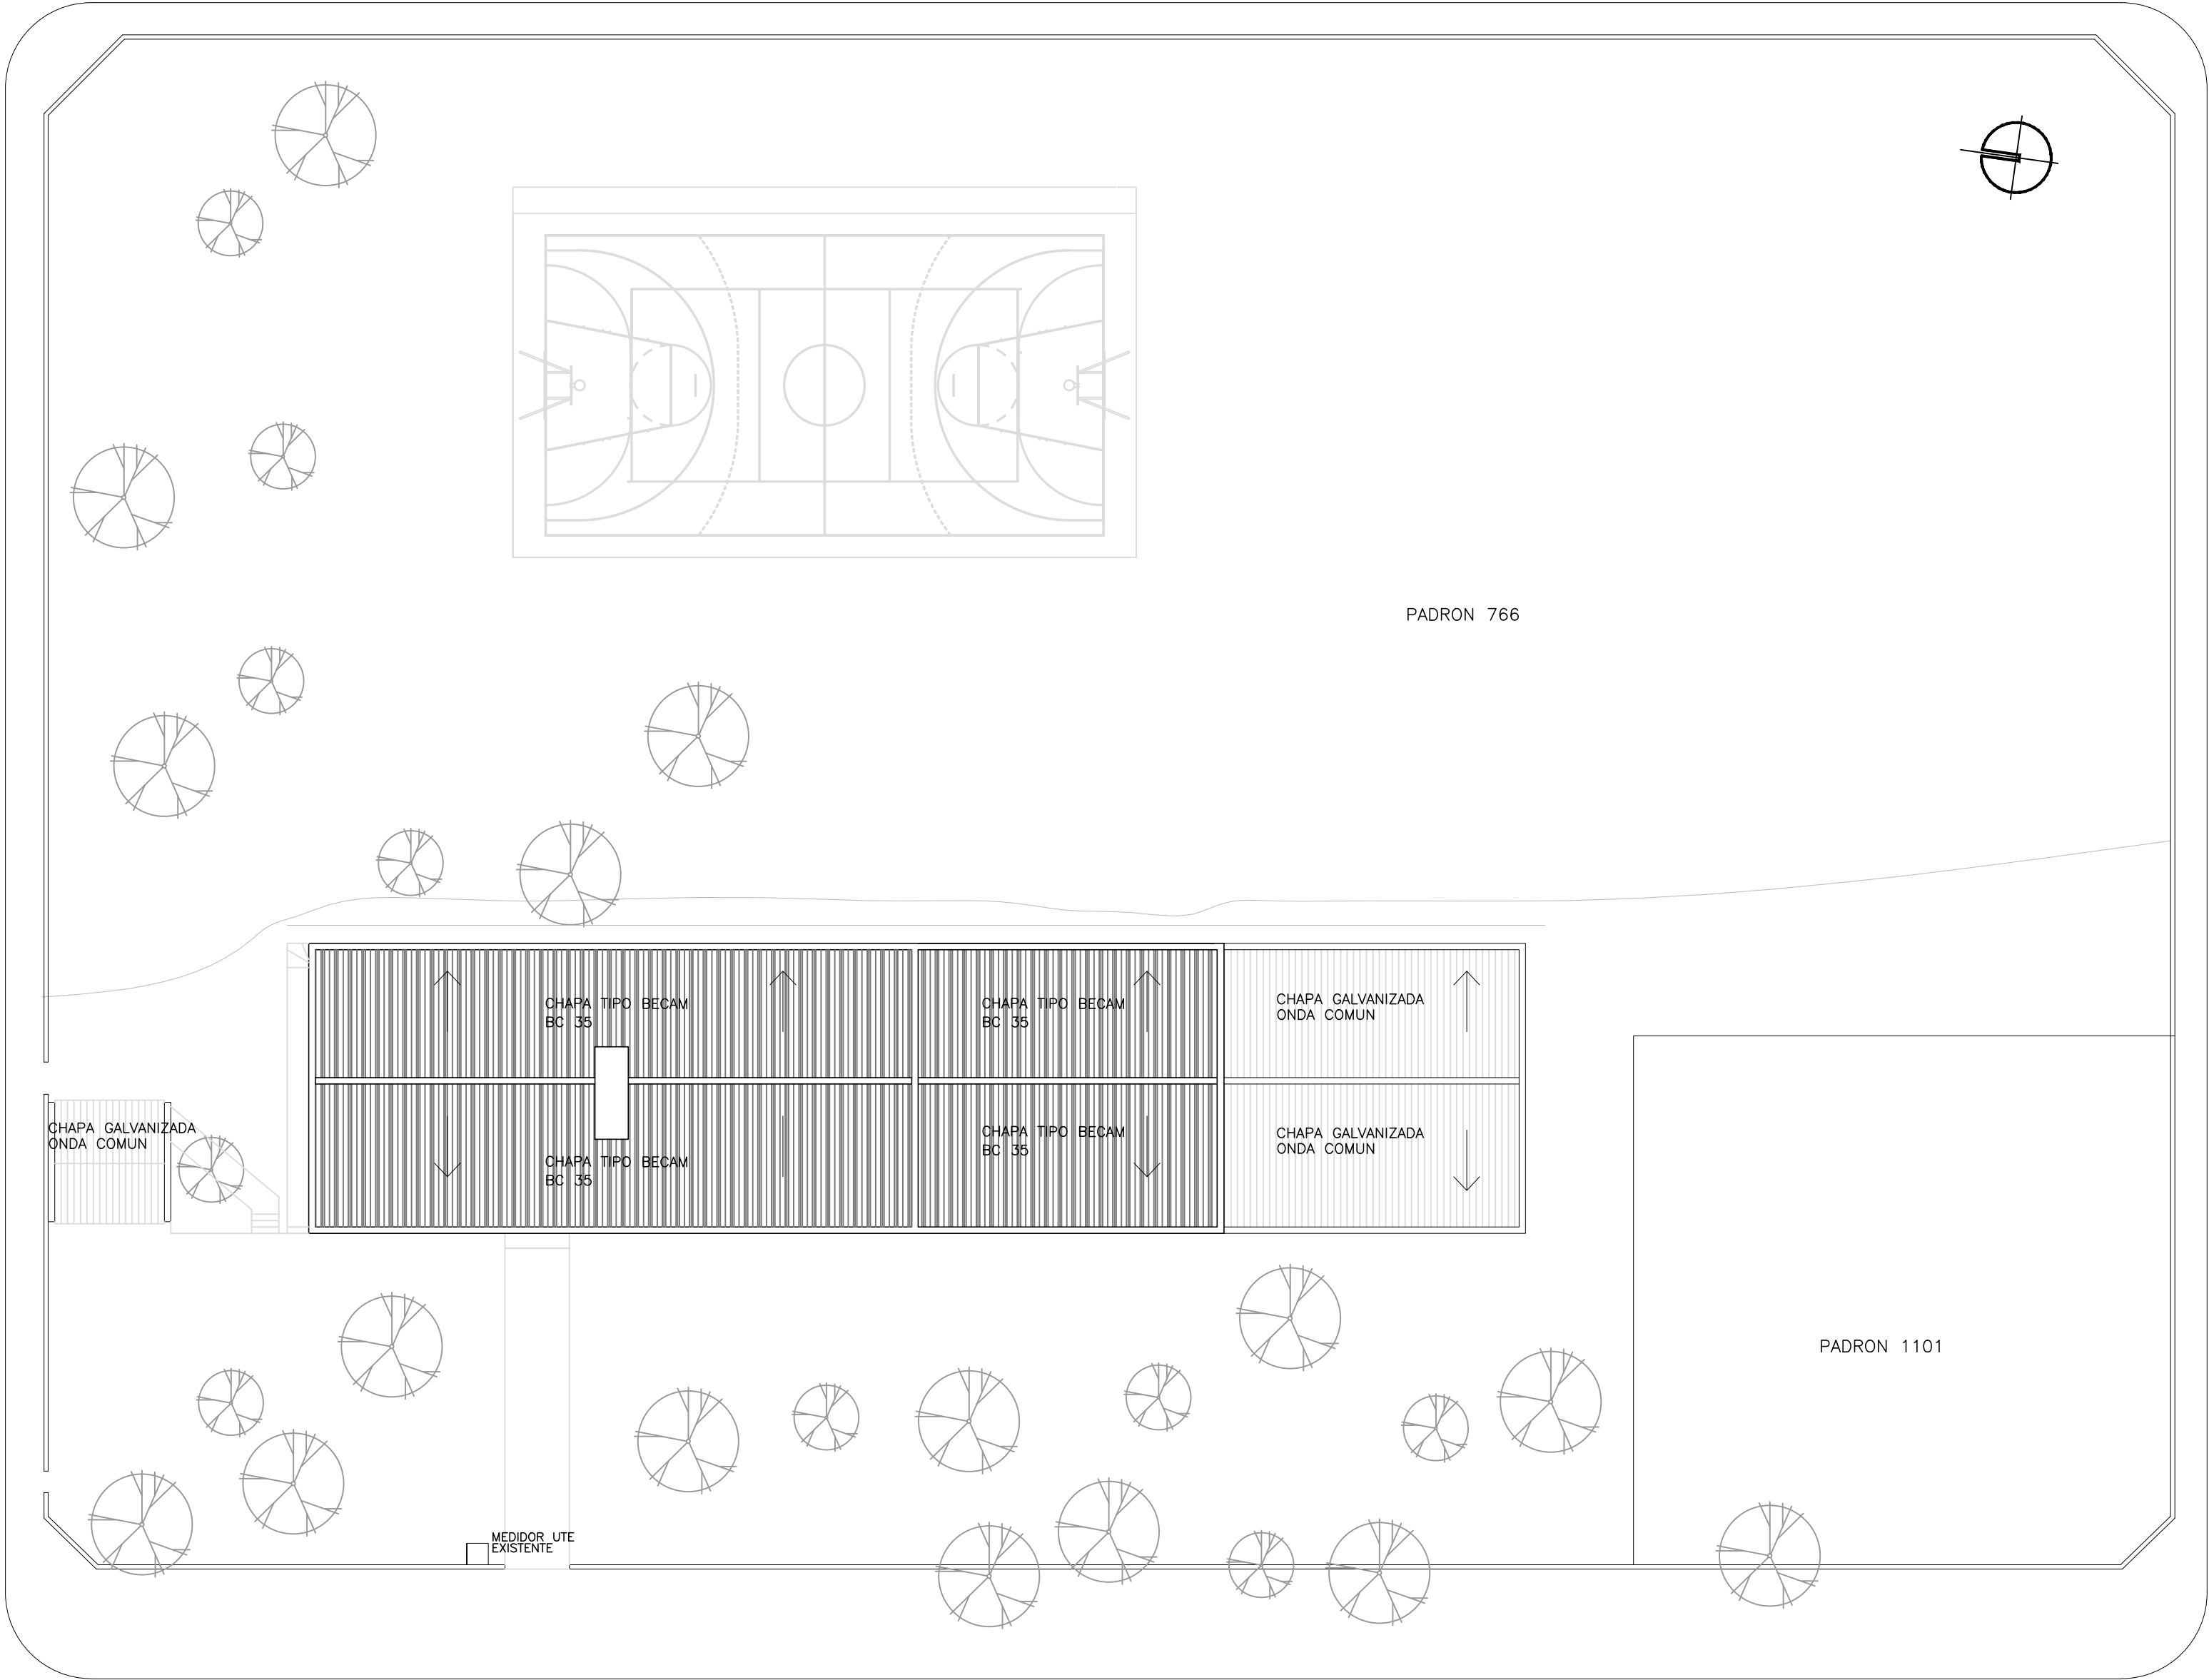 PADRON 766
CHAPA TIPO BECAM
BC 35
CHAPA TIPO BECAM
BC 35
CHAPA GALVANIZADA
ONDA COMUN
CHAPA GALVANIZADA
ONDA COMUN
CHAPA TIPO BECAM
BC 35
CHAPA TIPO BECAM
BC 35
CHAPA GALVANIZADA
ONDA COMUN
PADRON 1101
MEDIDOR UTE
EXISTENTE